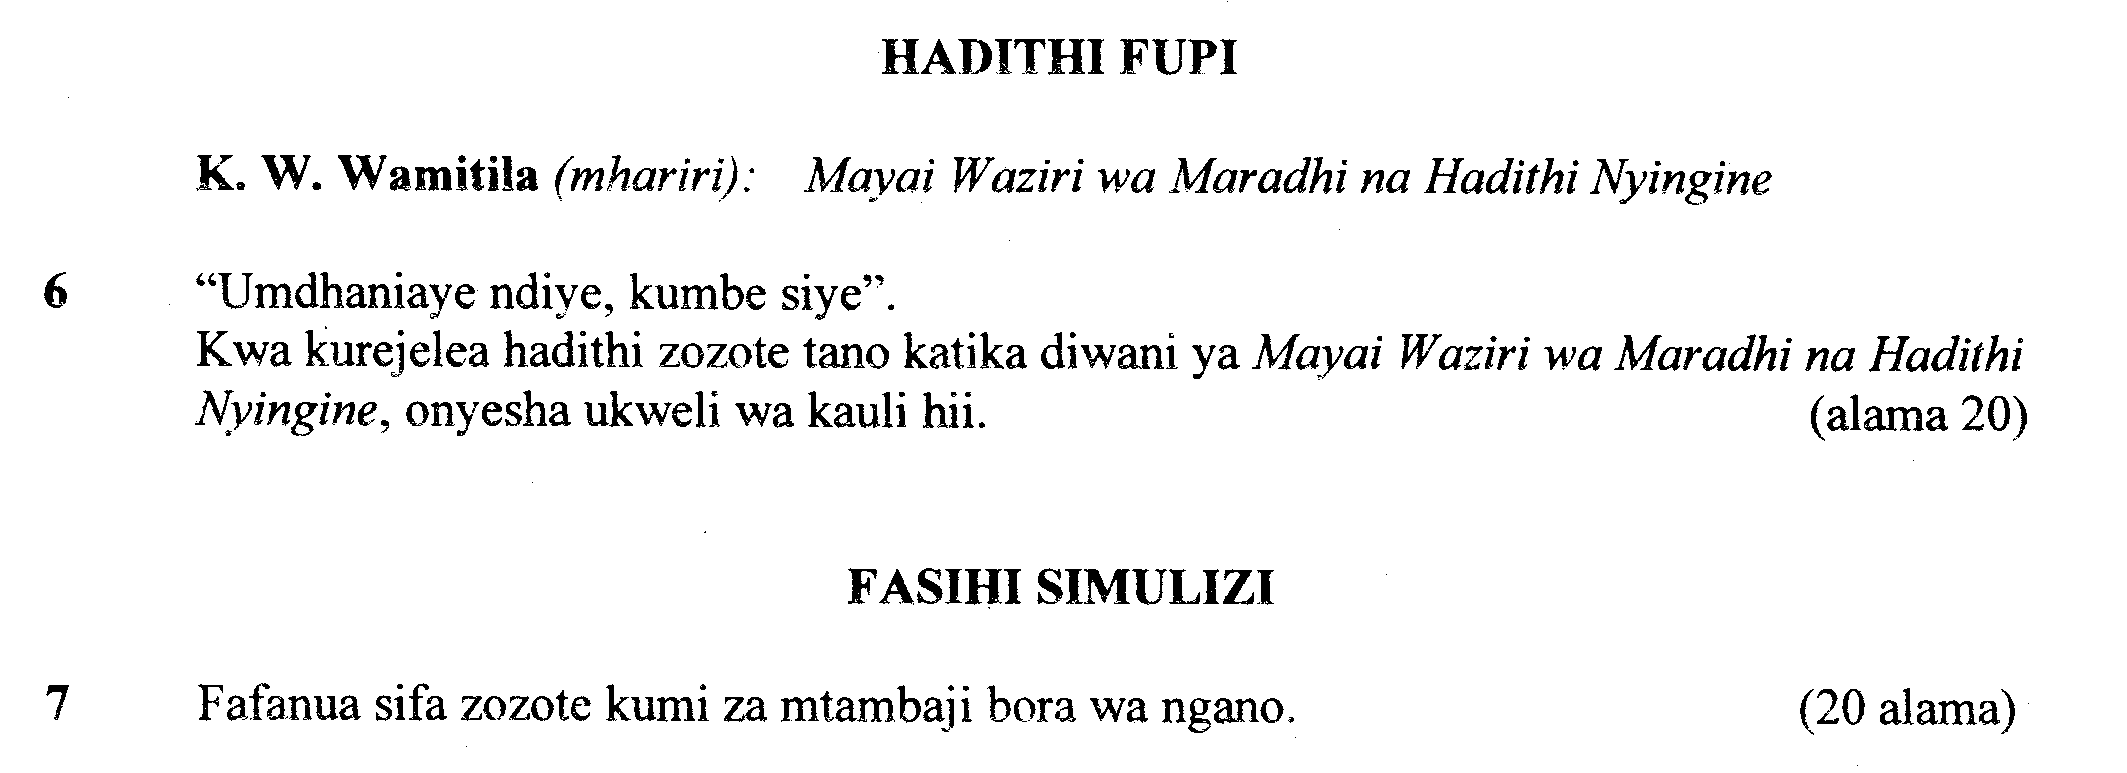 HADITHI FUPI
K. W. Wamitila (mhariri): Mayai Waziri wa Maradhi na Hadithi Nyingine
6 “Umdhaniaye ndiye, kumbe siye”.
Kwa kurejelea hadithi zozote tano katika diwani ya Mayai Waziri wa Maradhi na Hadithi
Nyingine, onyesha ukweli wa kauli hii. (alama 20)
FASIHI SIMULIZI
7 Fafanua sifa zozote kumi za mtambaji bora wa ngano. (20 alama)